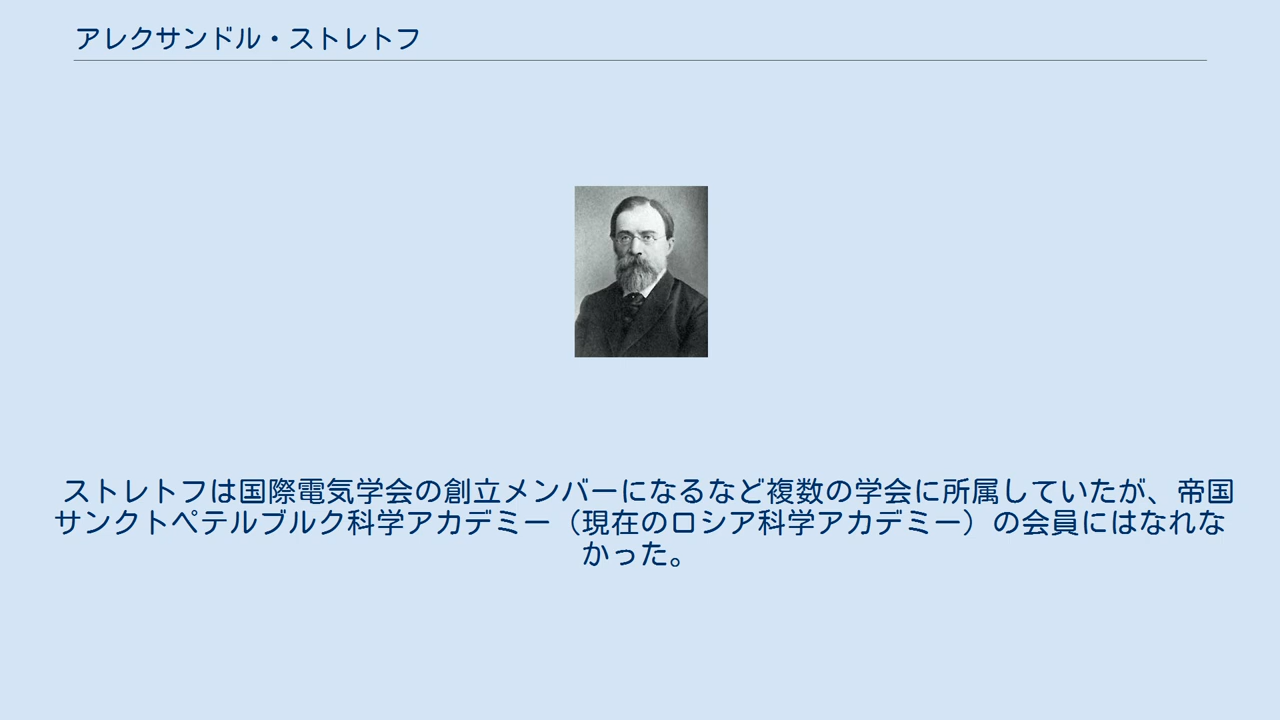 アレクサンドル・ストレトフ
ストレトフは国際電気学会の創立メンバーになるなど複数の学会に所属していたが、帝国
サンクトペテルブルク科学アカデミー（現在のロシア科学アカデミー）の会員にはなれな
かった。